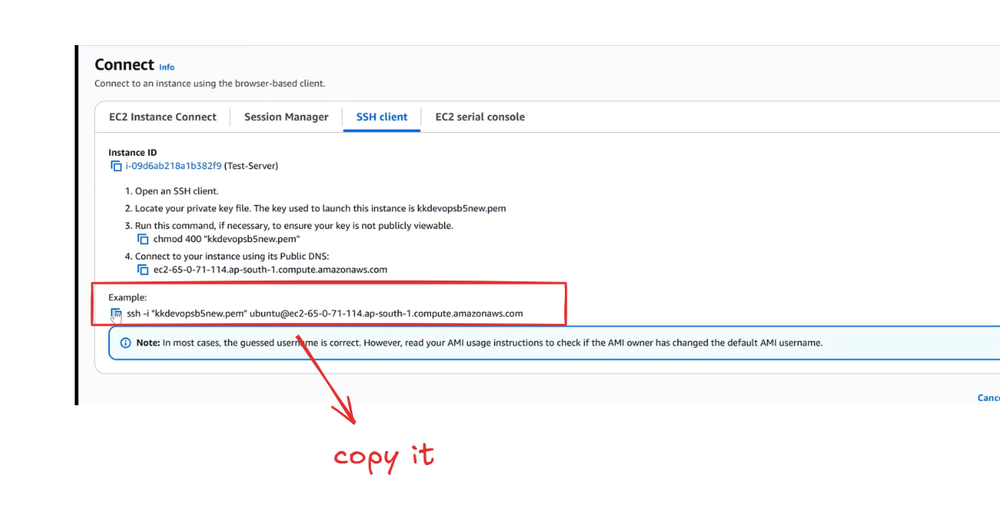 Connect Info
Connect to an instance using the browser-based client.
EC2 Instance Connect Session Manager SSH client EC2 serial console
Instance ID
i-09d6ab218a1b382f9 (Test-Server)
1. Open an SSH client.
2. Locate your private key file. The key used to launch this instance is kkdevopsb5new.pem
3. Run this command, if necessary, to ensure your key is not publicly viewable.
chmod 400 "kkdevopsb5new.pem"
4. Connect to your instance using its Public DNS:
ec2-65-0-71-114.ap-south-1.compute.amazonaws.com
Example:
ssh -i "kkdevopsb5new.pem" ubuntu@ec2-65-0-71-114.ap-south-1.compute.amazonaws.com
Note: In most cases, the guessed username is correct. However, read your AMI usage instructions to check if the AMI owner has changed the default AMI username.
Canc
copy it